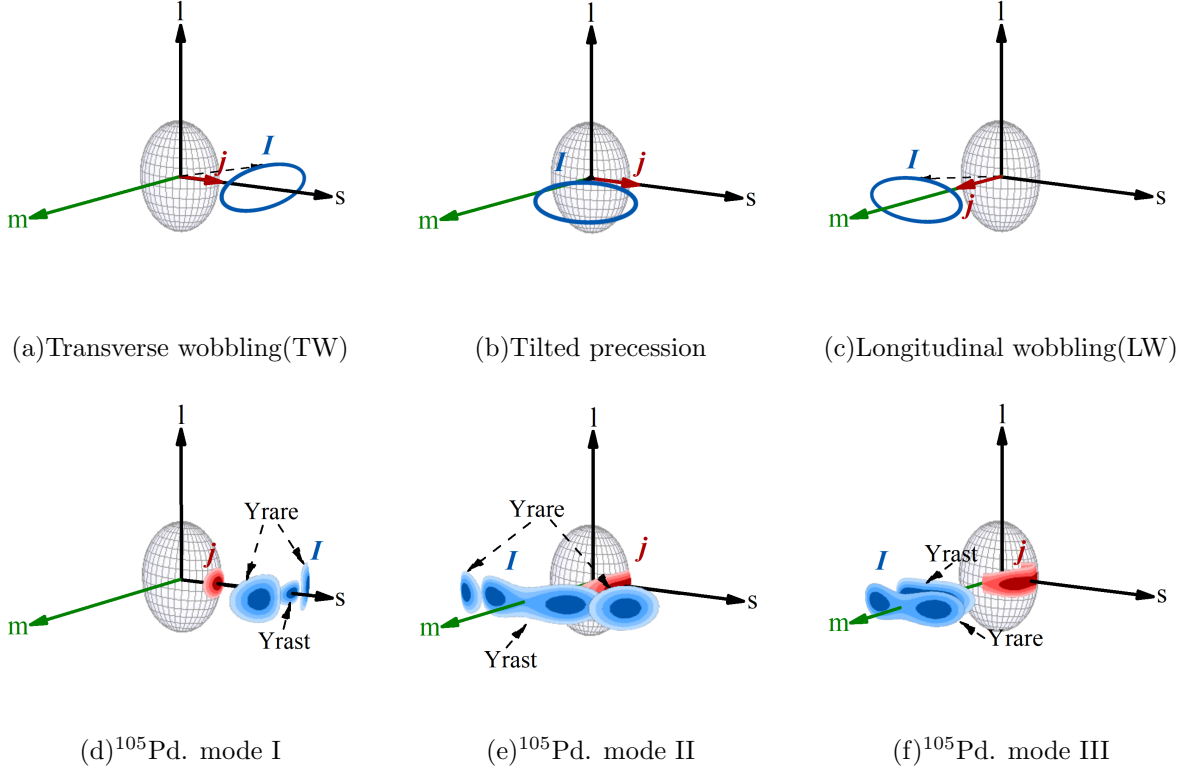 l
I
j
s
m
(a)Transverse wobbling(TW)
l
I
j
s
m
(b)Tilted precession
l
I
j
s
m
(c)Longitudinal wobbling(LW)
l
Yrare
j
I
s
m
Yrast
(d)¹⁰⁵Pd. mode I
l
Yrare
I
j
s
m
Yrast
(e)¹⁰⁵Pd. mode II
l
I
Yrast
j
s
m
Yrare
(f)¹⁰⁵Pd. mode III